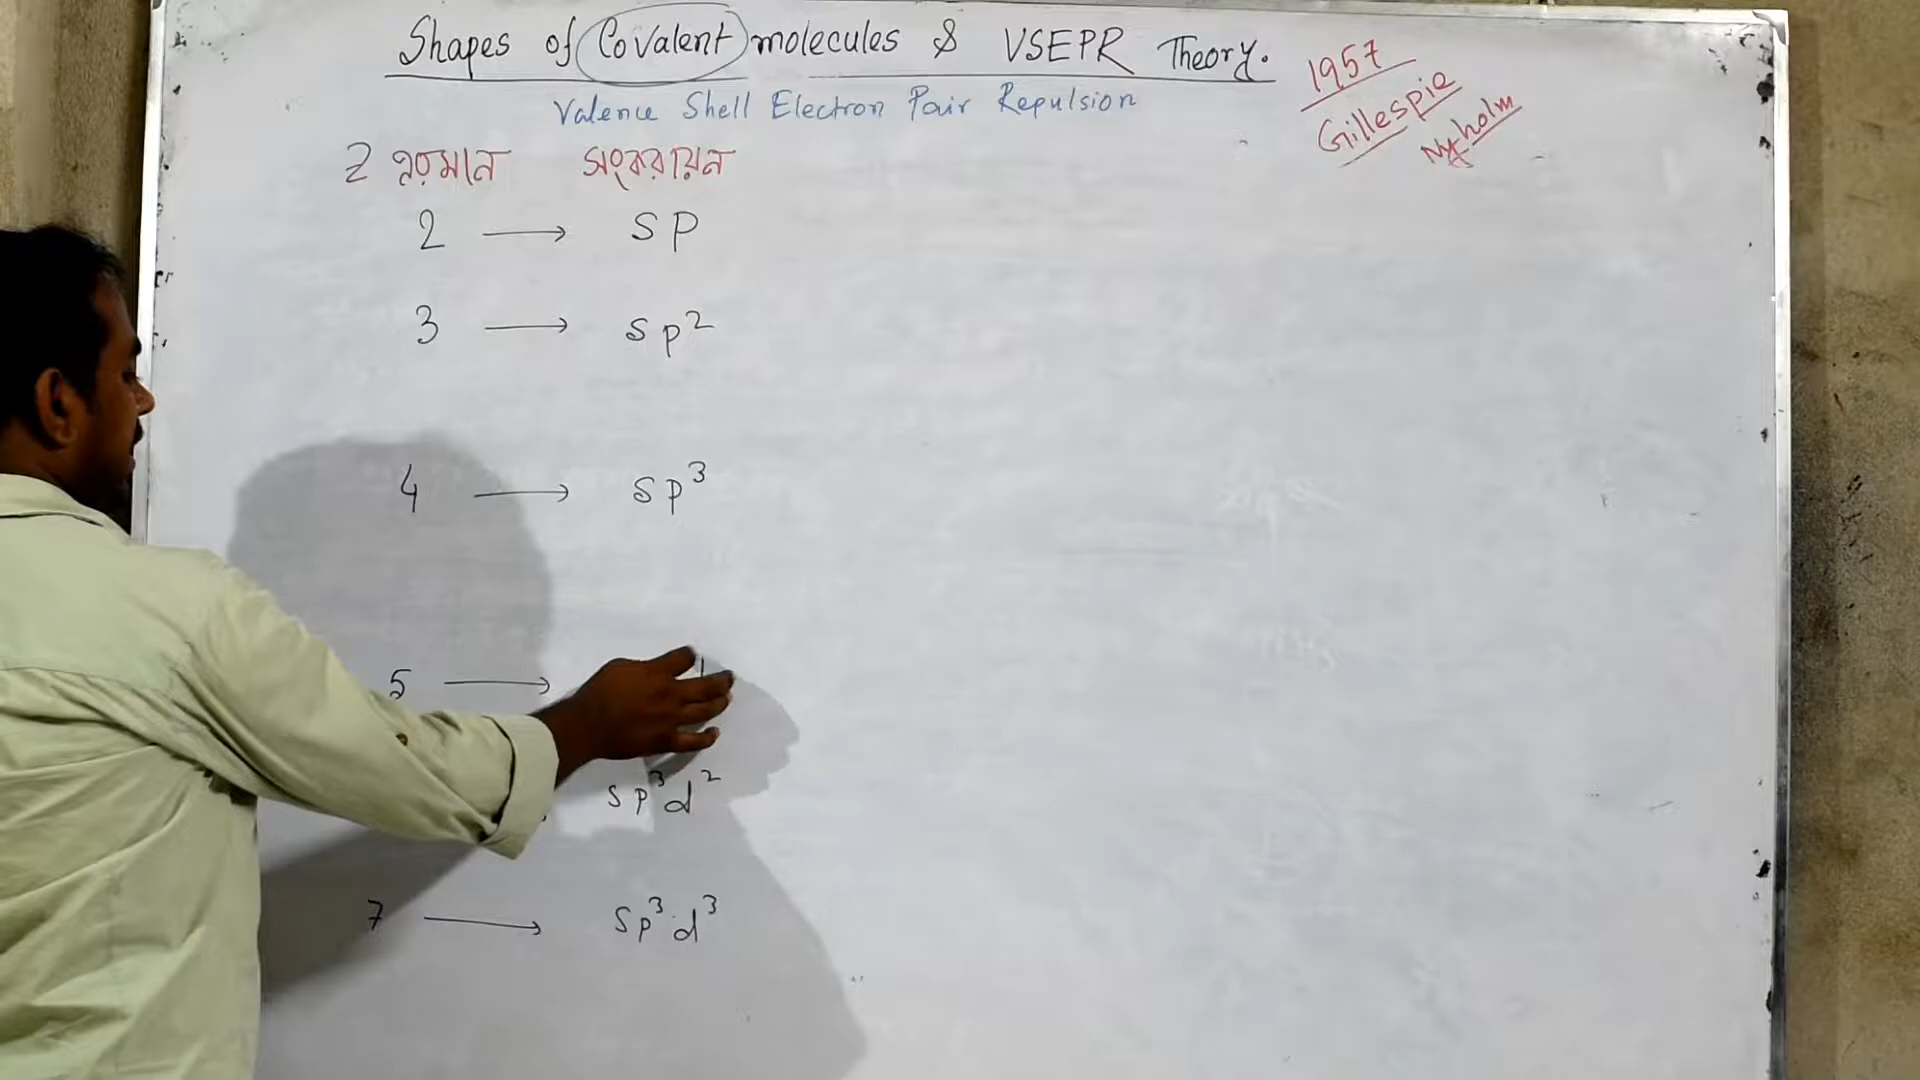 Shapes of Covalent molecules & VSEPR Theory.
Valence Shell Electron Pair Repulsion
1957
Gillespie
Nyholm
Z এরমান সংকরায়ন
2 → SP
3 → sp²
4 → sp³
5 →
sp³d²
7 → sp³d³